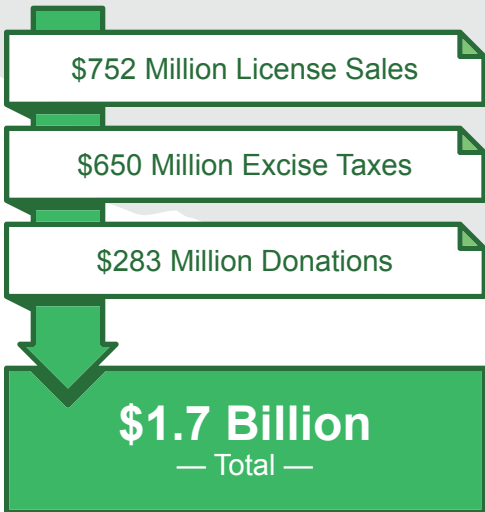 $752 Million License Sales
$650 Million Excise Taxes
$283 Million Donations
$1.7 Billion
— Total —